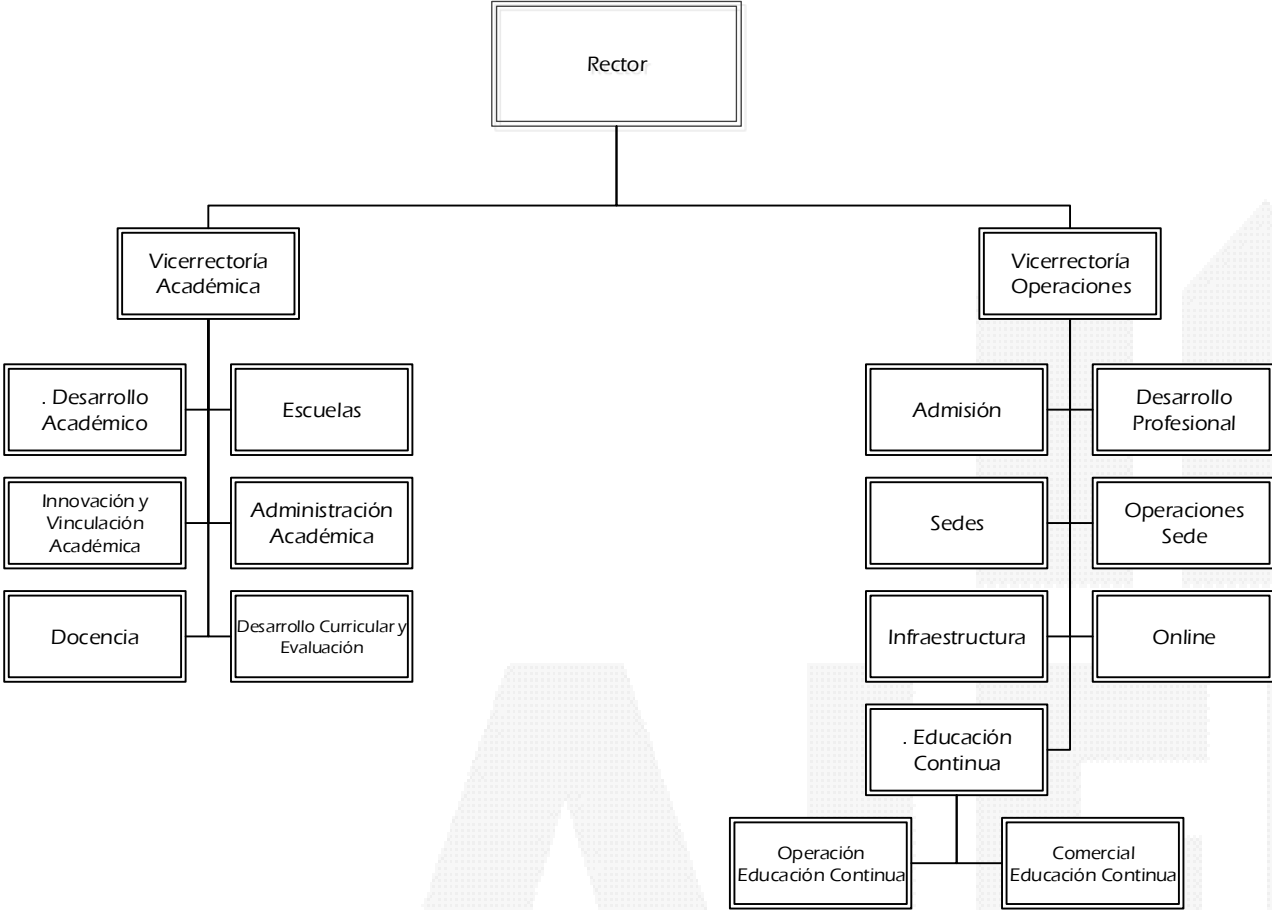 Rector
Vicerrectoría
Académica
Vicerrectoría
Operaciones
. Desarrollo
Académico
Escuelas
Admisión
Desarrollo
Profesional
Innovación y
Vinculación
Académica
Administración
Académica
Sedes
Operaciones
Sede
Docencia
Desarrollo Curricular y
Evaluación
Infraestructura
Online
. Educación
Continua
Operación
Educación Continua
Comercial
Educación Continua